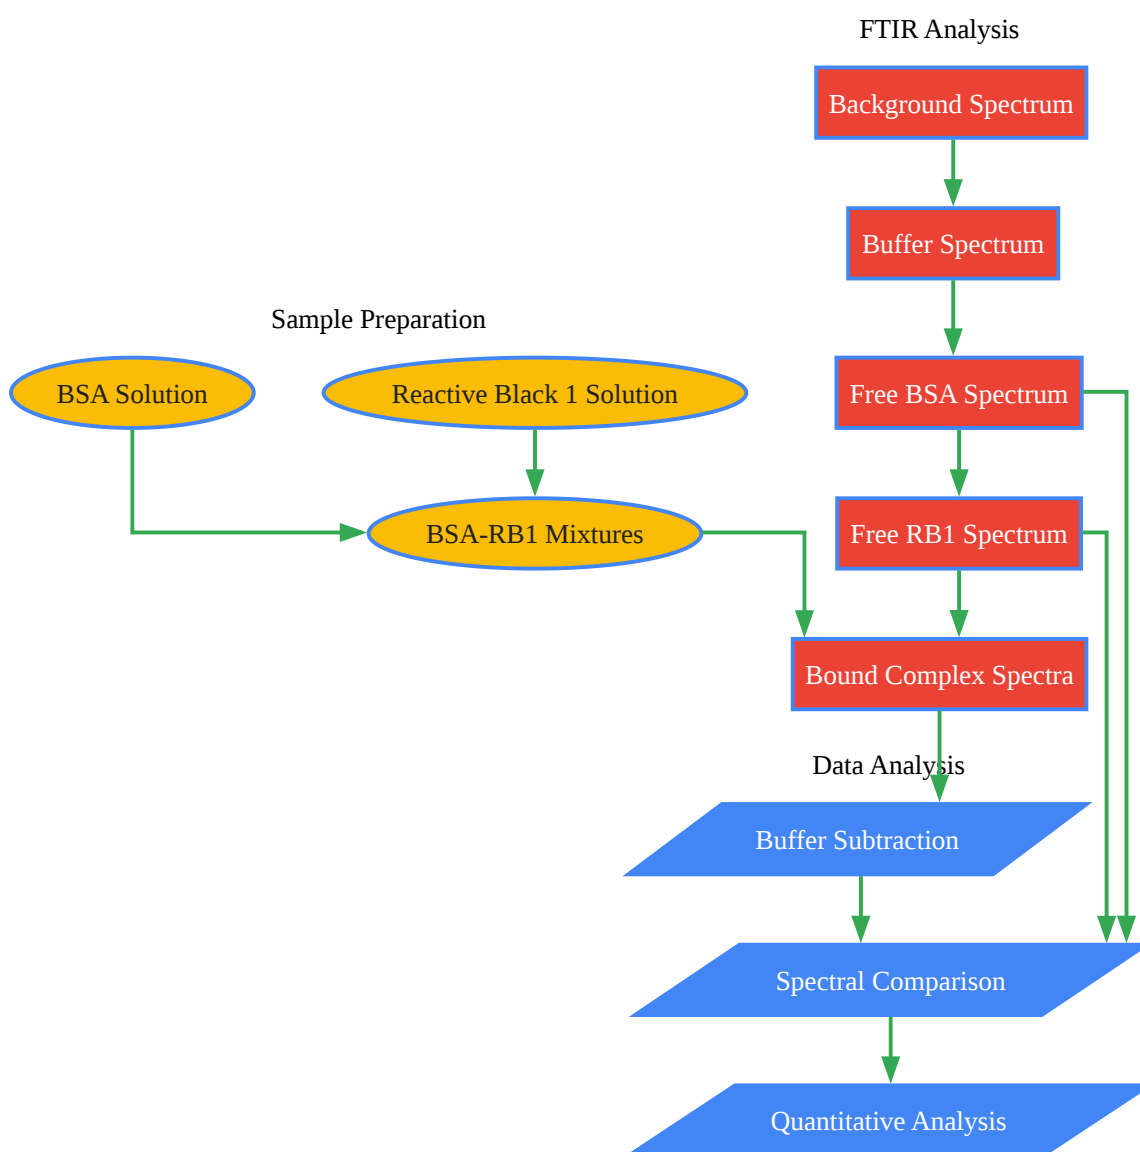 FTIR Analysis
Background Spectrum
Buffer Spectrum
Sample Preparation
BSA Solution
Reactive Black 1 Solution
Free BSA Spectrum
BSA-RB1 Mixtures
Free RB1 Spectrum
Bound Complex Spectra
Data Analysis
Buffer Subtraction
Spectral Comparison
Quantitative Analysis